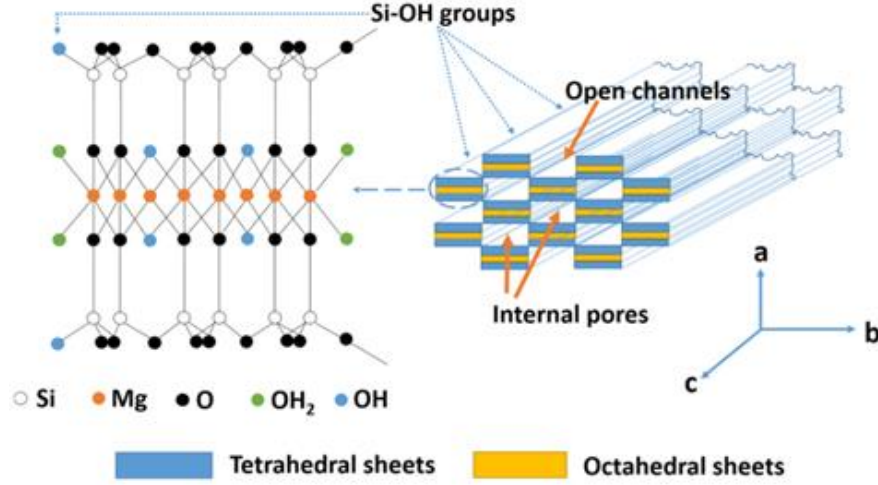 Si-OH groups
Open channels
Internal pores
a
b
c
Si Mg O OH₂ OH
Tetrahedral sheets Octahedral sheets